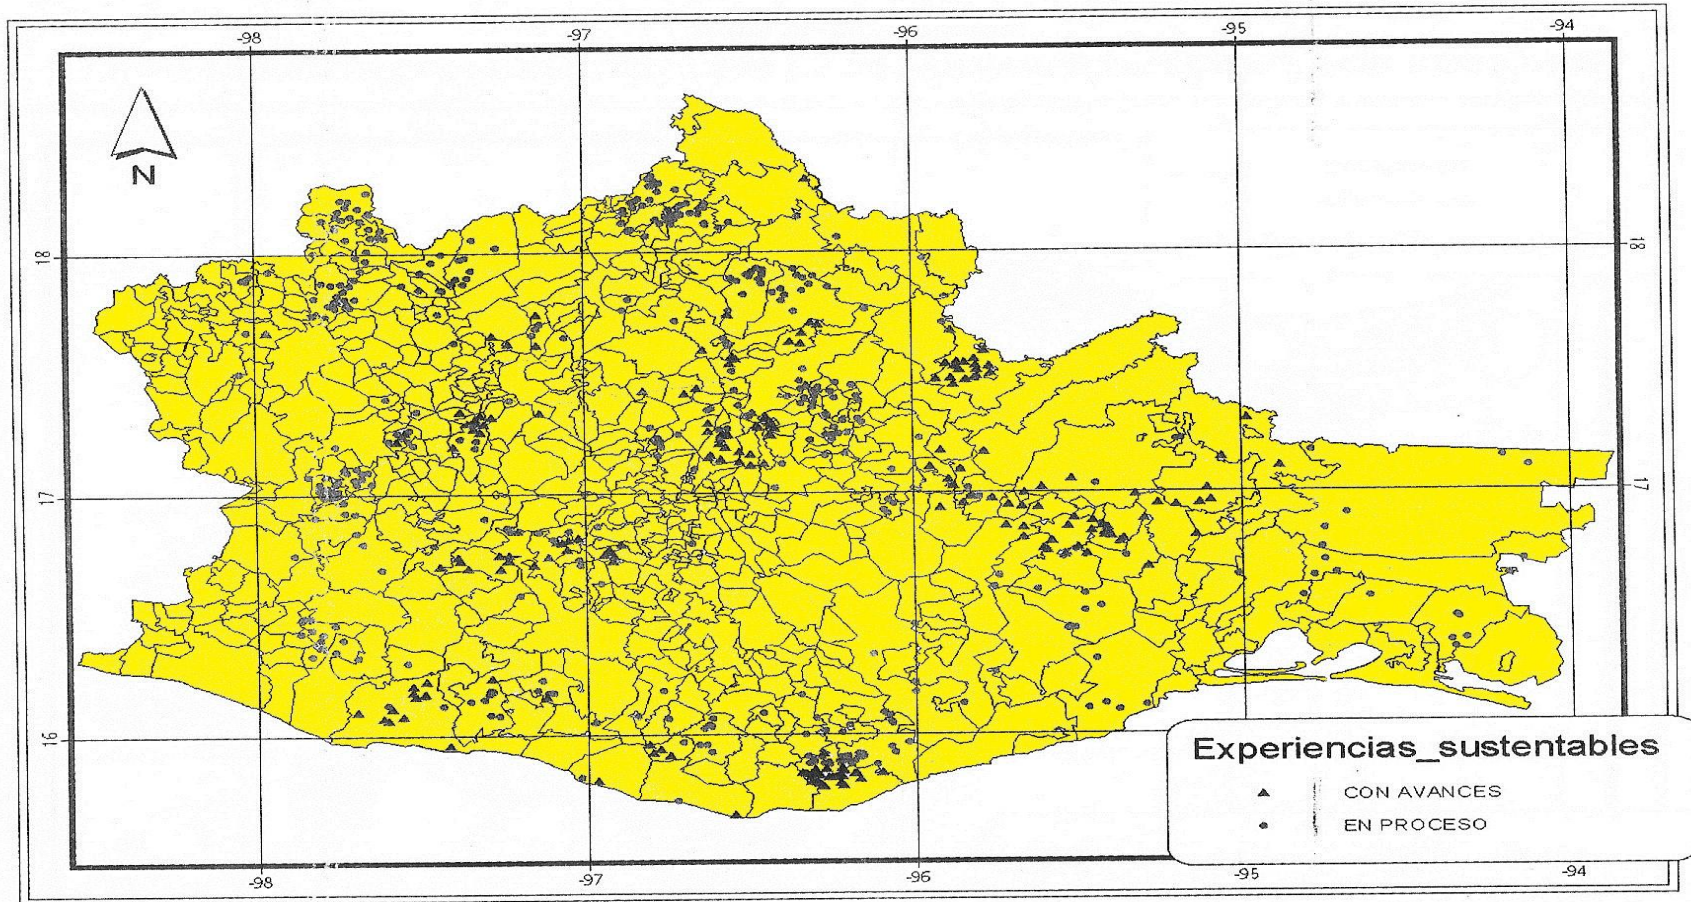 -98 -97 -96 -95 -94
N
18 18
17 17
16
Experiencias_sustentables
CON AVANCES
EN PROCESO
-98 -97 -96 -95 -94